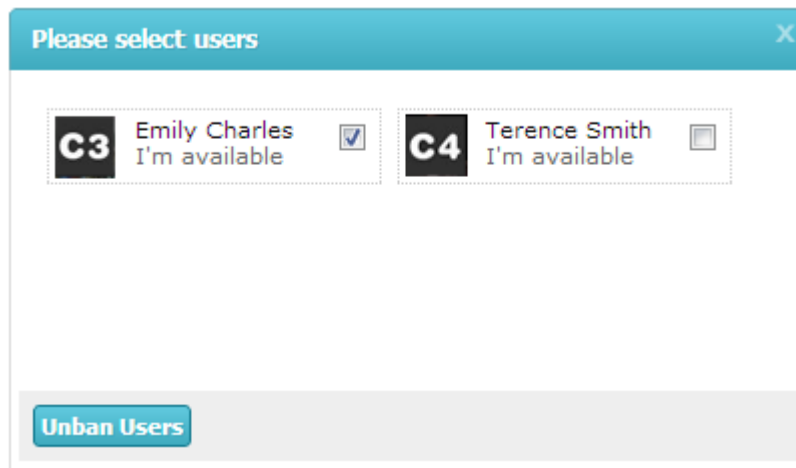 Please select users
X
C3
Emily Charles
I'm available
C4
Terence Smith
I'm available
Unban Users